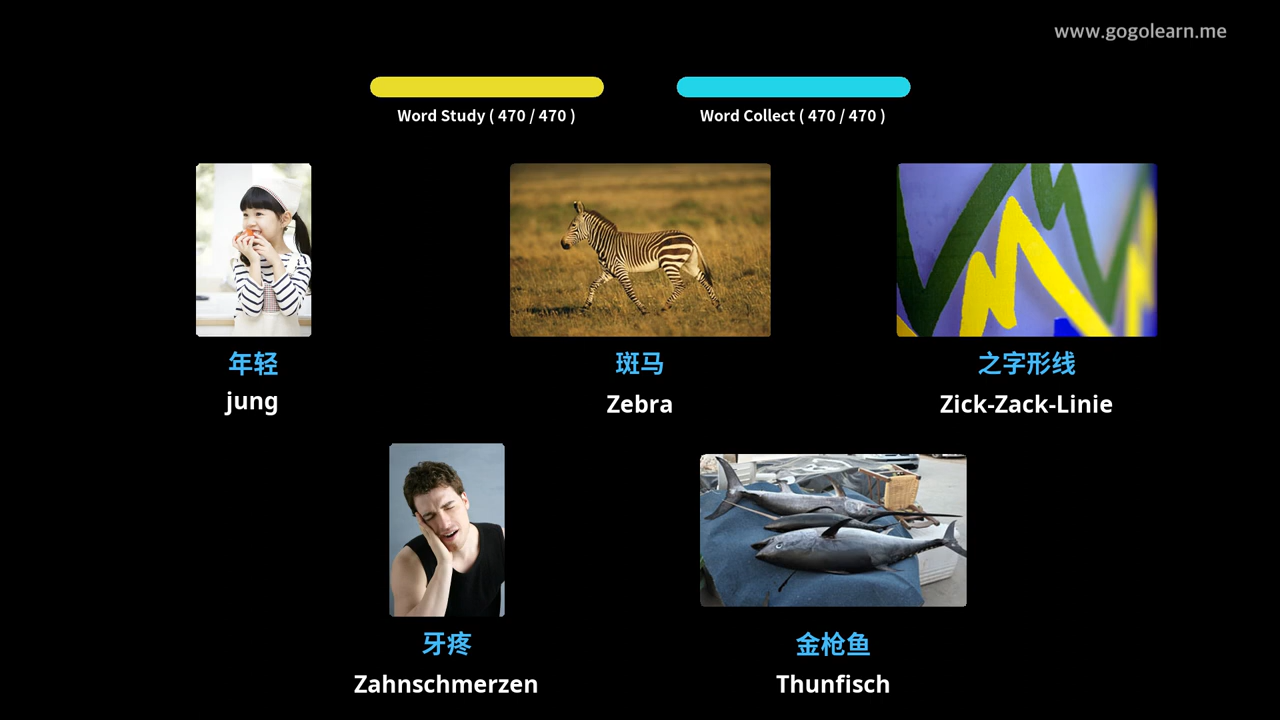 www.gogolearn.me
Word Study ( 470 / 470 )
Word Collect ( 470 / 470 )
年轻
jung
斑马
Zebra
之字形线
Zick-Zack-Linie
牙疼
Zahnschmerzen
金枪鱼
Thunfisch